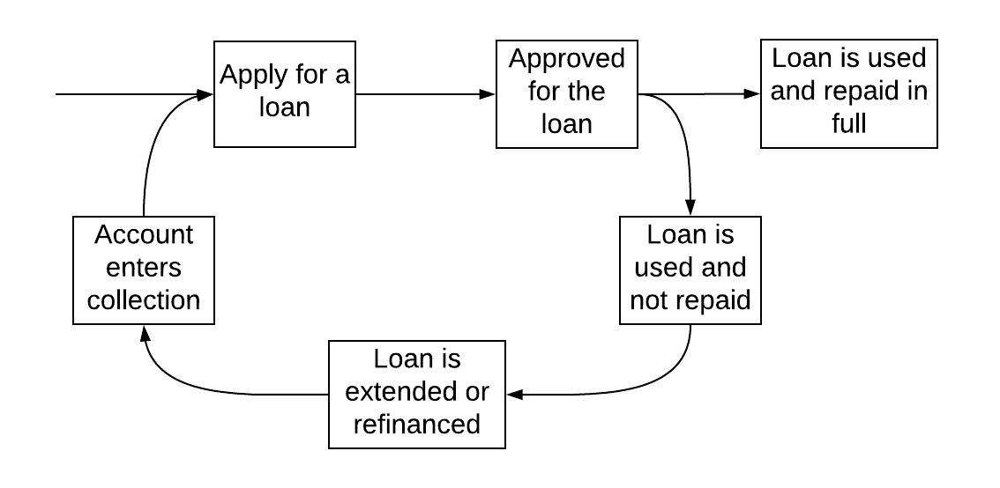 Apply for a
loan
Approved
for the
loan
Loan is used
and repaid in
full
Account
enters
collection
Loan is
used and
not repaid
Loan is
extended or
refinanced